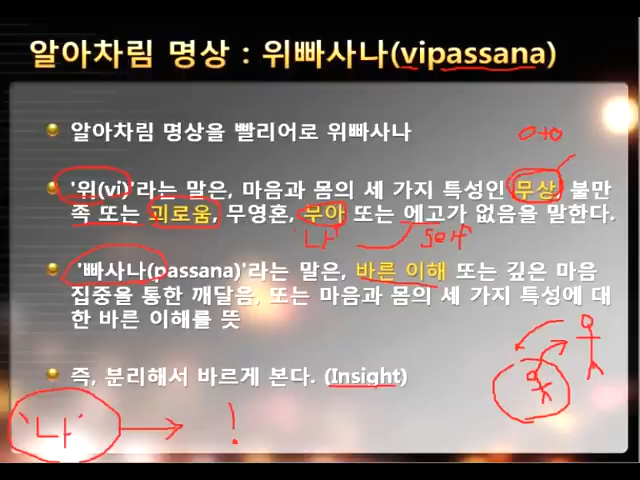 알아차림 명상 : 위빠사나(vipassana)
알아차림 명상을 빨리어로 위빠사나
'위(vi)'라는 말은, 마음과 몸의 세 가지 특성인 무상, 불만
족 또는 괴로움, 무영혼, 무아 또는 에고가 없음을 말한다.
나 self
'빠사나(passana)'라는 말은, 바른 이해 또는 깊은 마음
집중을 통한 깨달음, 또는 마음과 몸의 세 가지 특성에 대
한 바른 이해를 뜻
즉, 분리해서 바르게 본다. (Insight)
'나' → !